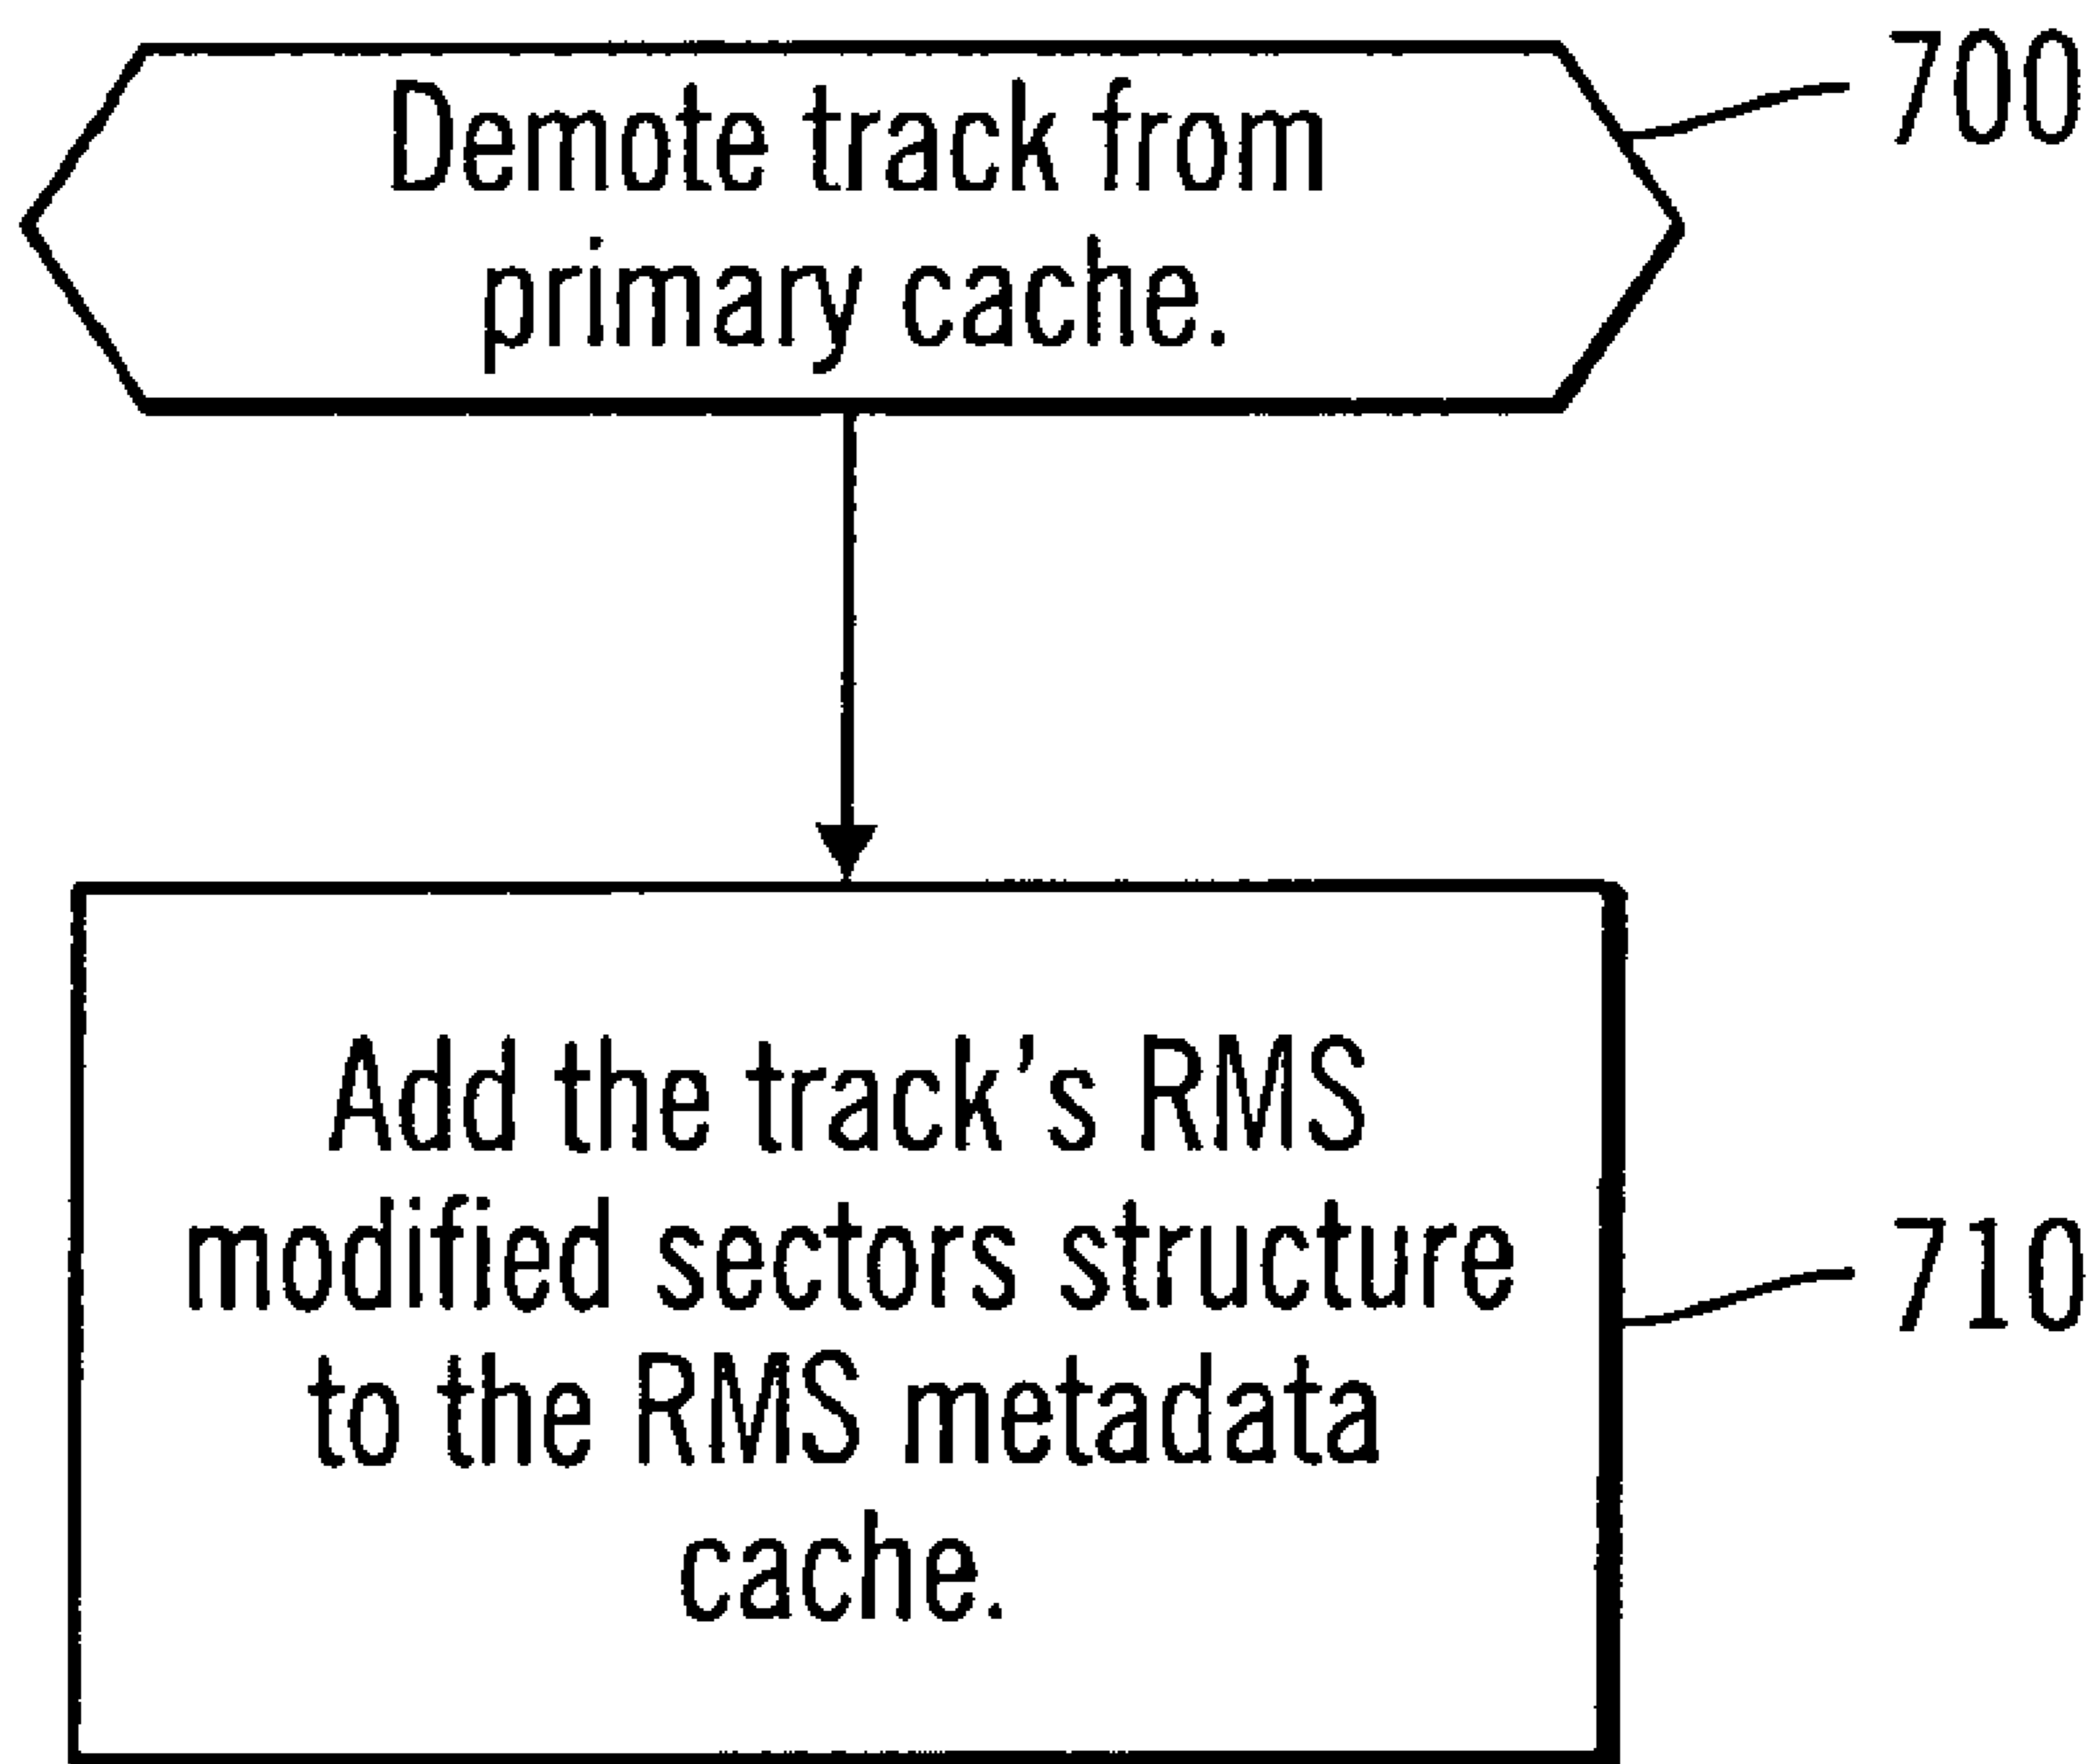 Demote track from
primary cache.
700
Add the track's RMS
modified sectors structure
to the RMS metadata
cache.
710